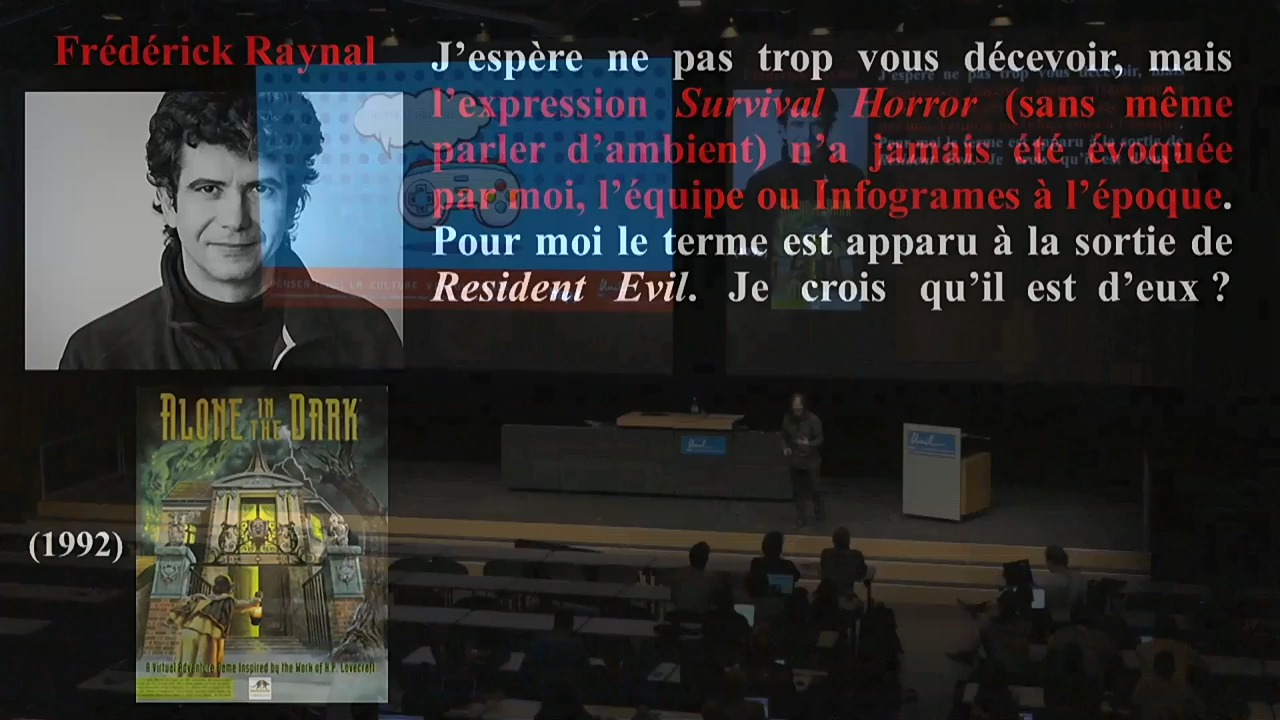 Frédérick Raynal
J’espère ne pas trop vous décevoir, mais
l’expression Survival Horror (sans même
parler d’ambient) n’a jamais été évoquée
par moi, l’équipe ou Infogrames à l’époque.
Pour moi le terme est apparu à la sortie de
Resident Evil. Je crois qu’il est d’eux ?
ALONE IN THE DARK
(1992)
A Virtual Adventure Game Inspired by the Work of H.P. Lovecraft
Unil